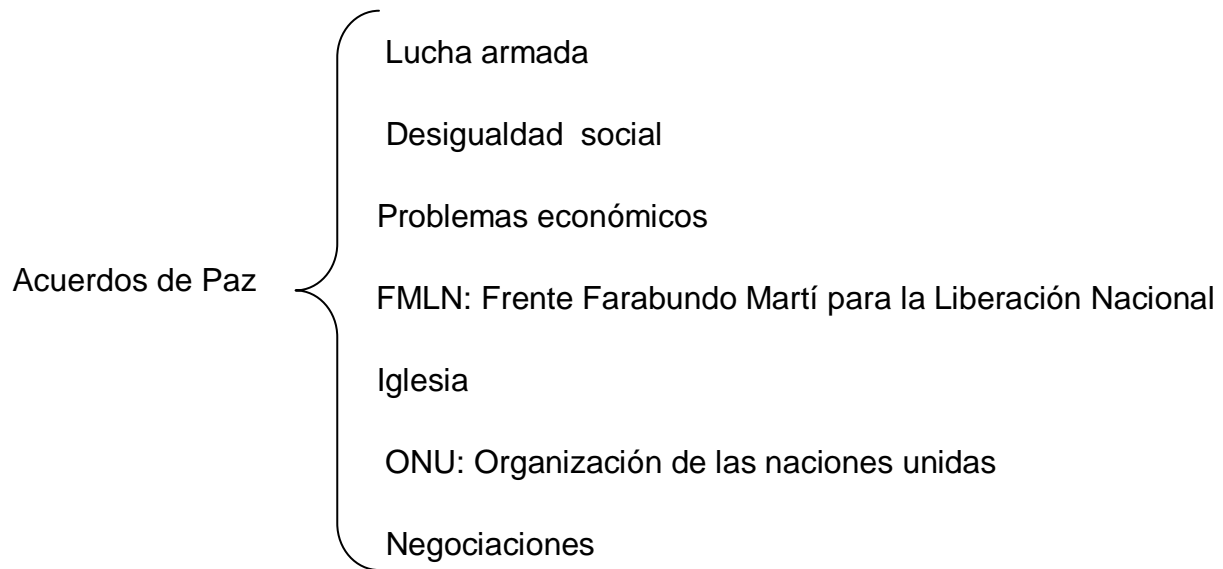 Lucha armada
Desigualdad social
Problemas económicos
Acuerdos de Paz
FMLN: Frente Farabundo Martí para la Liberación Nacional
Iglesia
ONU: Organización de las naciones unidas
Negociaciones